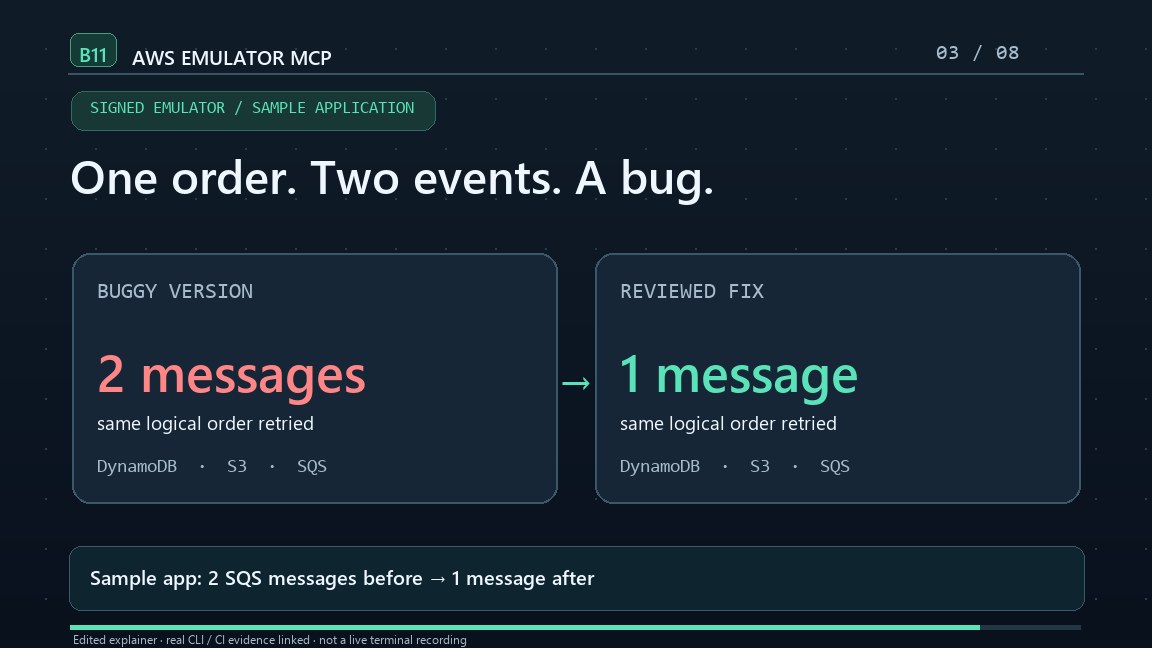 B11 AWS EMULATOR MCP 03 / 08
SIGNED EMULATOR / SAMPLE APPLICATION
One order. Two events. A bug.
BUGGY VERSION
2 messages
same logical order retried
DynamoDB · S3 · SQS
→
REVIEWED FIX
1 message
same logical order retried
DynamoDB · S3 · SQS
Sample app: 2 SQS messages before → 1 message after
Edited explainer · real CLI / CI evidence linked · not a live terminal recording